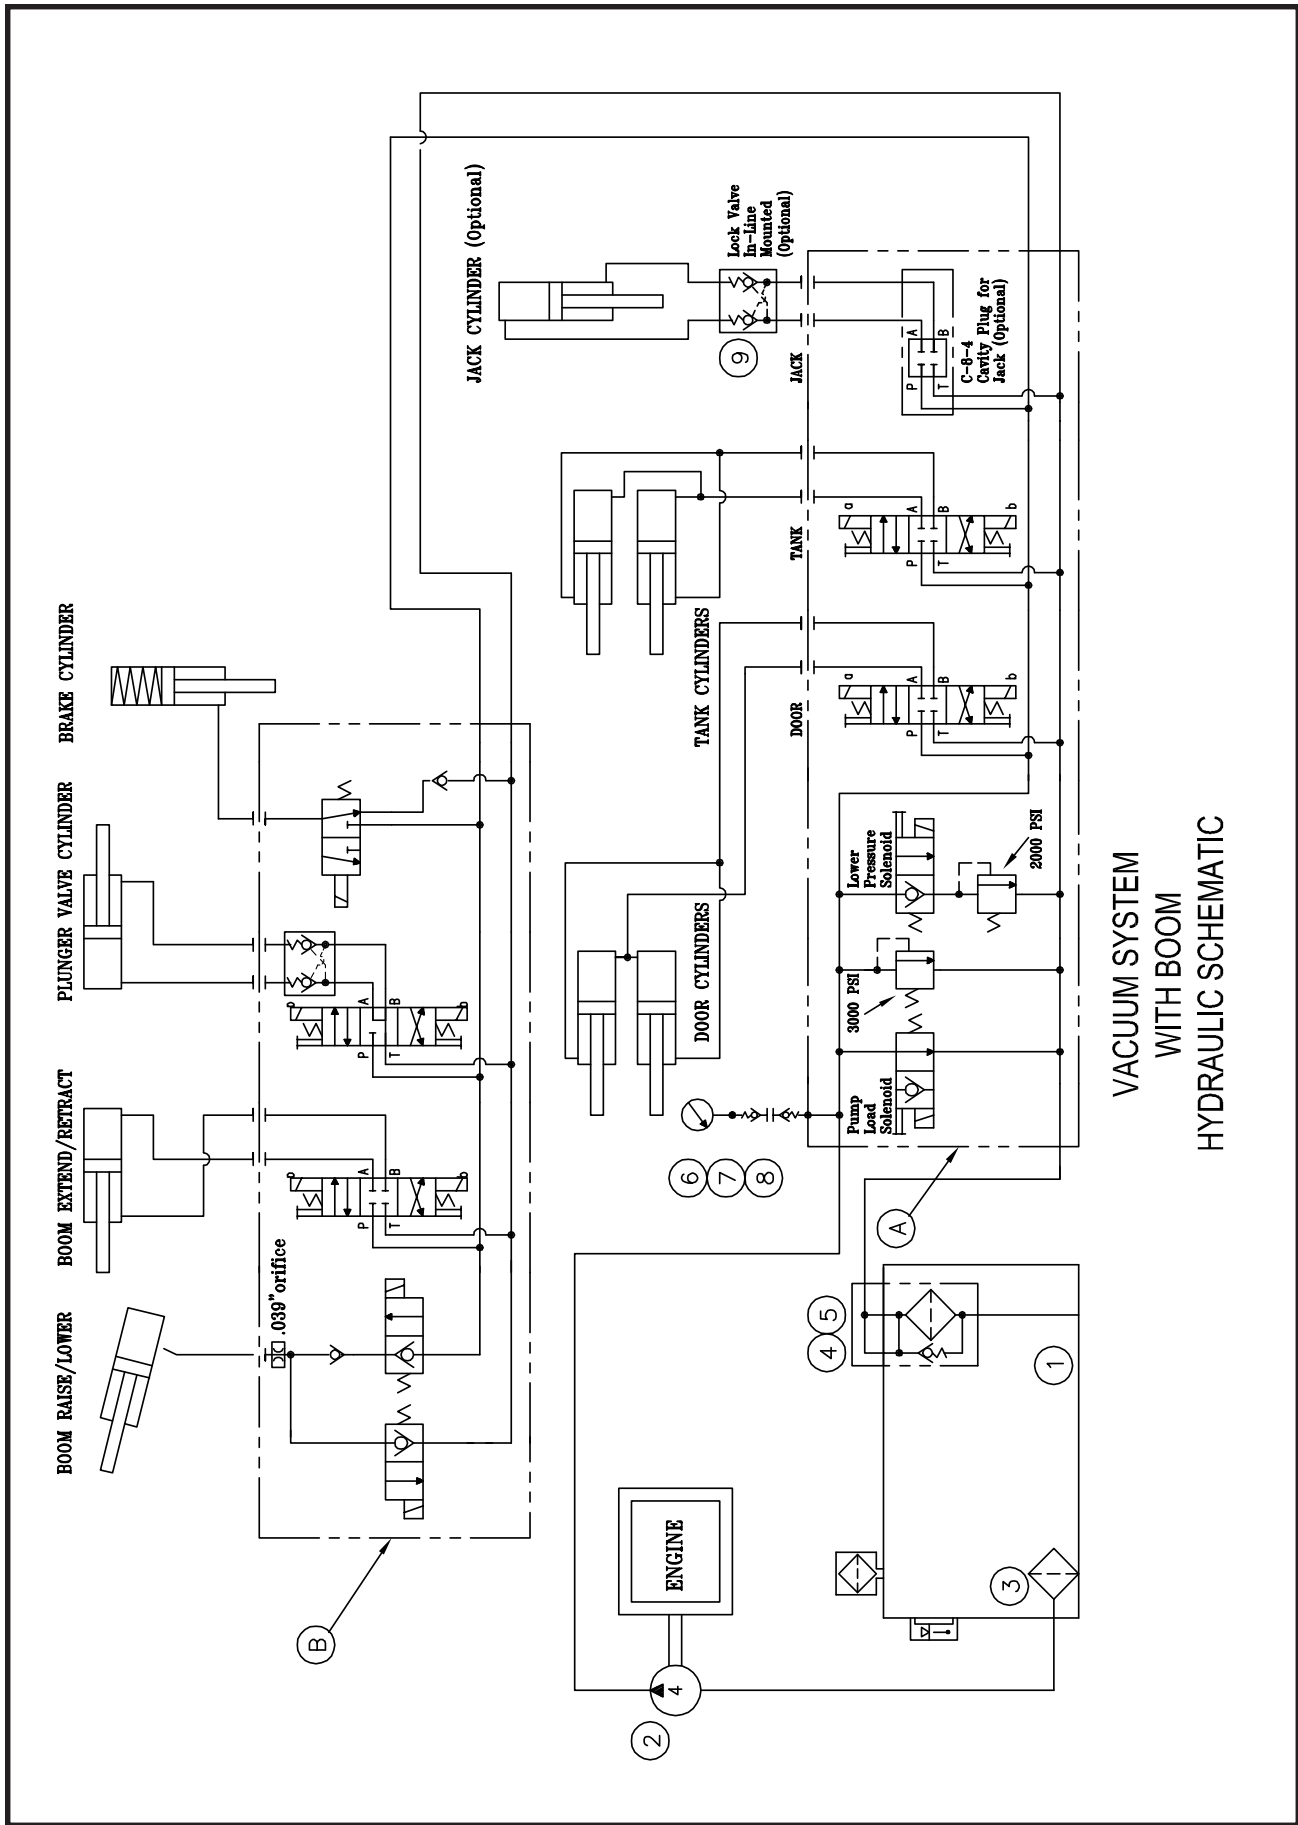 BOOM RAISE/LOWER
BOOM EXTEND/RETRACT
PLUNGER VALVE CYLINDER
BRAKE CYLINDER
.039"orifice
P
T
A
B
P
T
A
B
T
T
B
JACK CYLINDER (Optional)
Lock Valve
In-Line
Mounted
(Optional)
9
TANK CYLINDERS
DOOR CYLINDERS
JACK
TANK
DOOR
P
T
A
B
C-8-4
Cavity Plug for
Jack (Optional)
a
b
P
T
A
B
a
b
P
T
A
B
Lower
Pressure
Solenoid
2000 PSI
3000 PSI
Pump
Load
Solenoid
6
7
8
A
4
5
1
3
ENGINE
4
2
VACUUM SYSTEM
WITH BOOM
HYDRAULIC SCHEMATIC